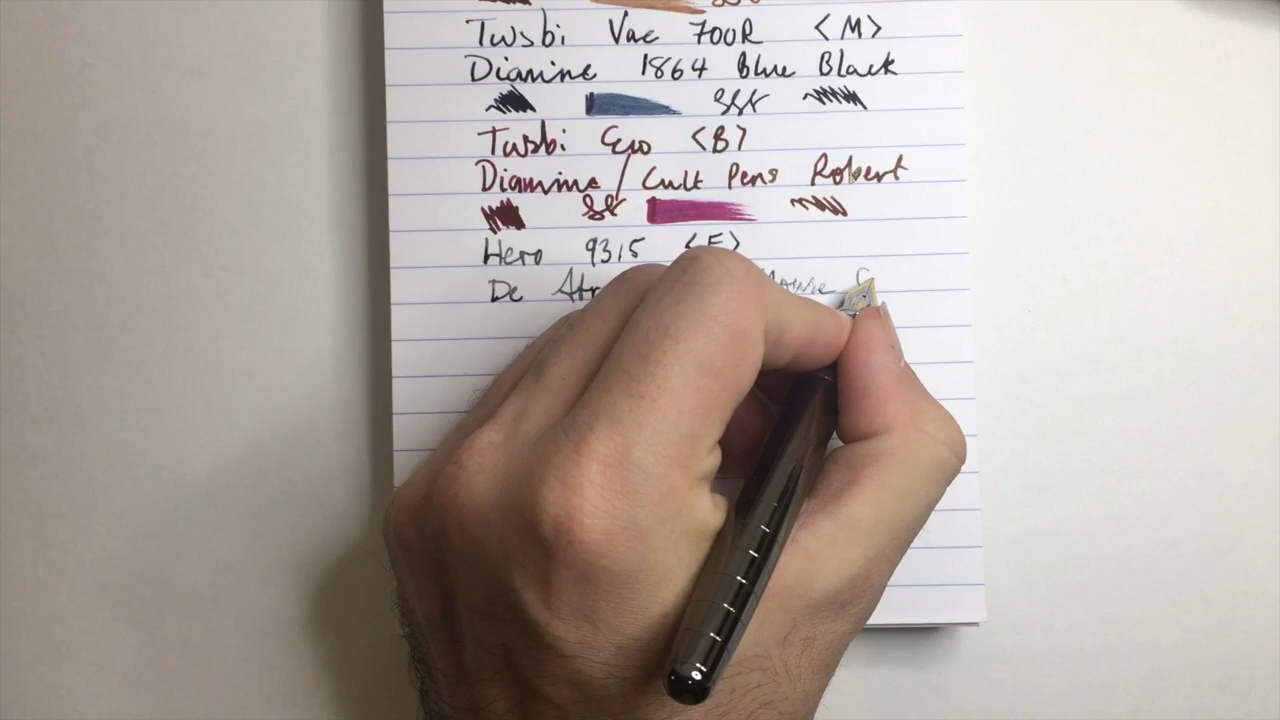 Twsbi Vac 700R <M>
Diamine 1864 Blue Black
Twsbi Eco <B>
Diamine / Cult Pens Robert
Hero 9315 <F>
De